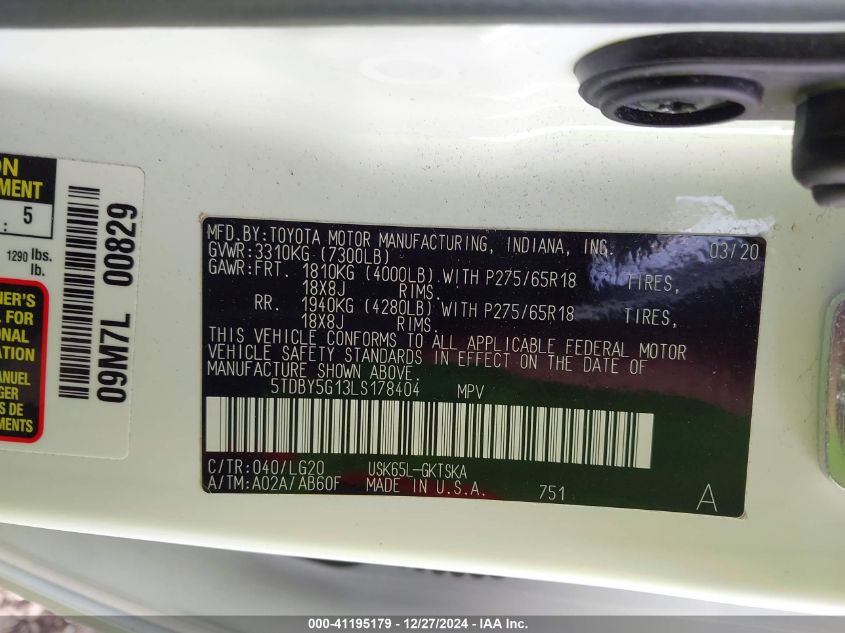 ON
MENT
: 5
1290 lbs.
lb.
NER'S
L FOR
ONAL
ATION
ANUEL
GER
S DE
MENTS
09M7L 00829
MFD.BY:TOYOTA MOTOR MANUFACTURING, INDIANA, INC. 03/20
GVWR:3310KG (7300LB)
GAWR:FRT. 1810KG (4000LB) WITH P275/65R18 TIRES,
18X8J RIMS.
RR. 1940KG (4280LB) WITH P275/65R18 TIRES,
18X8J RIMS.
THIS VEHICLE CONFORMS TO ALL APPLICABLE FEDERAL MOTOR
VEHICLE SAFETY STANDARDS IN EFFECT ON THE DATE OF
MANUFACTURE SHOWN ABOVE.
5TDBY5G13LS178404 MPV
C/TR:040/LG20 USK65L-GKTSKA
A/TM:A02A/AB60F MADE IN U.S.A. 751 A
000-41195179 - 12/27/2024 - IAA Inc.